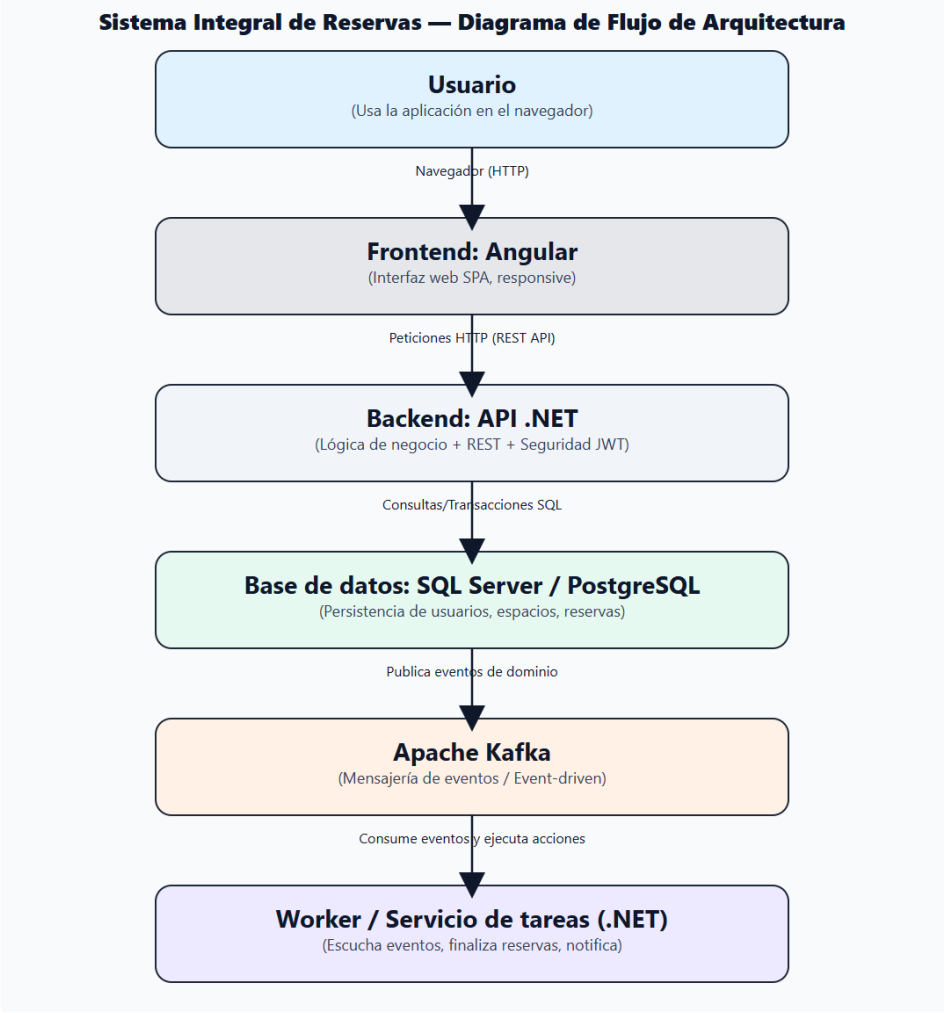 Sistema Integral de Reservas — Diagrama de Flujo de Arquitectura
Usuario
(Usa la aplicación en el navegador)
Navegador (HTTP)
Frontend: Angular
(Interfaz web SPA, responsive)
Peticiones HTTP (REST API)
Backend: API .NET
(Lógica de negocio + REST + Seguridad JWT)
Consultas/Transacciones SQL
Base de datos: SQL Server / PostgreSQL
(Persistencia de usuarios, espacios, reservas)
Publica eventos de dominio
Apache Kafka
(Mensajería de eventos / Event-driven)
Consume eventos y ejecuta acciones
Worker / Servicio de tareas (.NET)
(Escucha eventos, finaliza reservas, notifica)